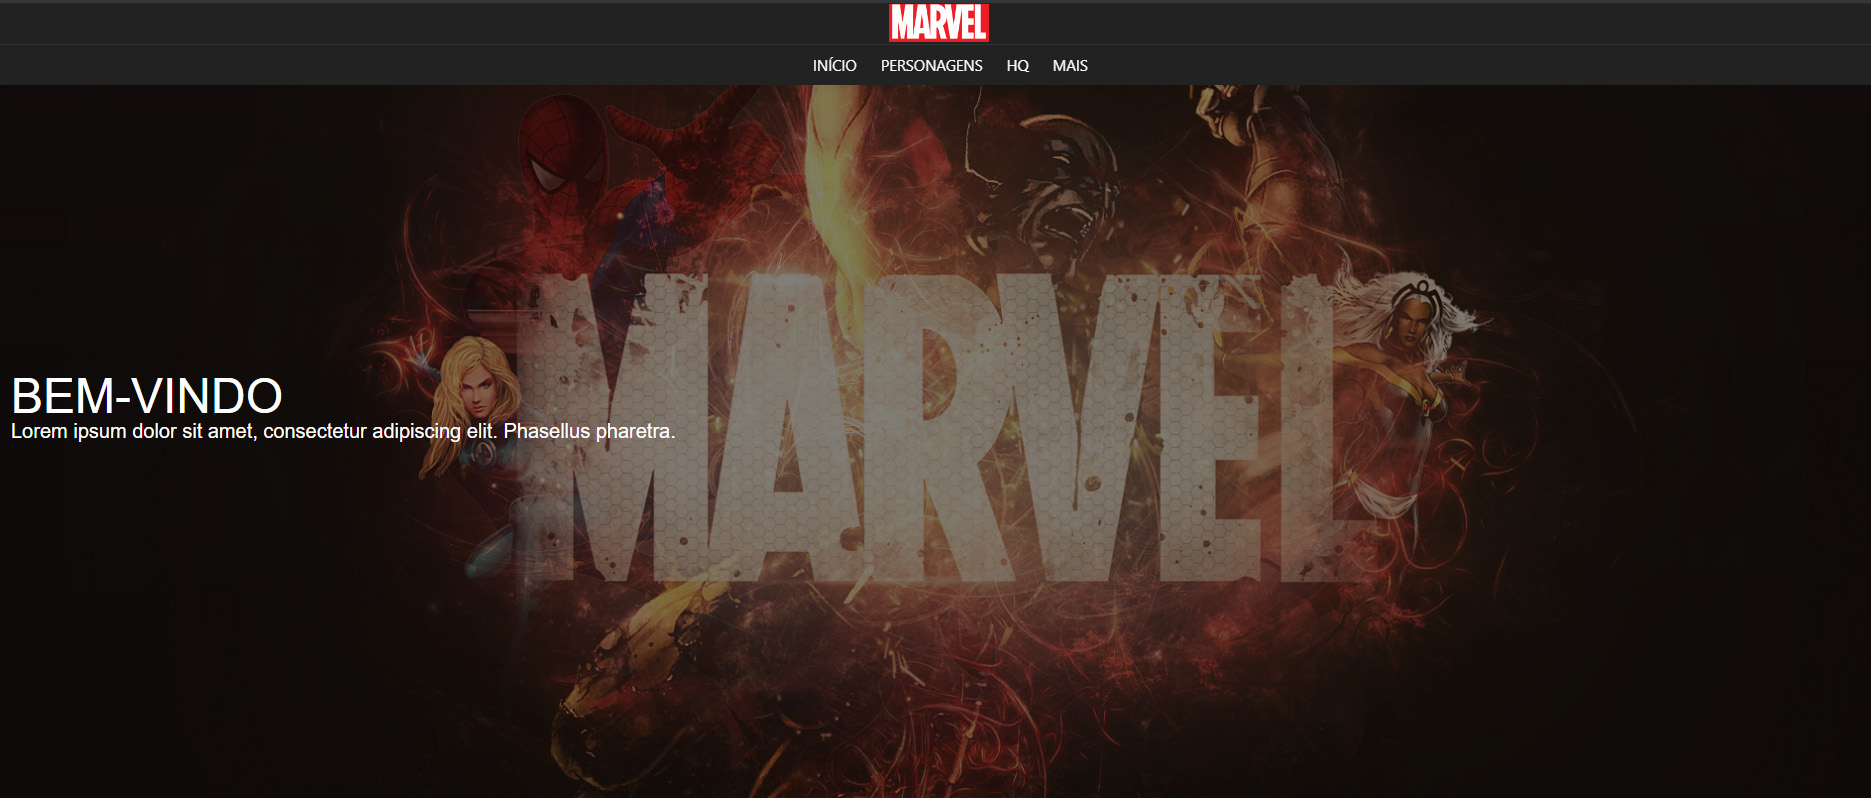 MARVEL
INÍCIO PERSONAGENS HQ MAIS
MARVEL
BEM-VINDO
Lorem ipsum dolor sit amet, consectetur adipiscing elit. Phasellus pharetra.